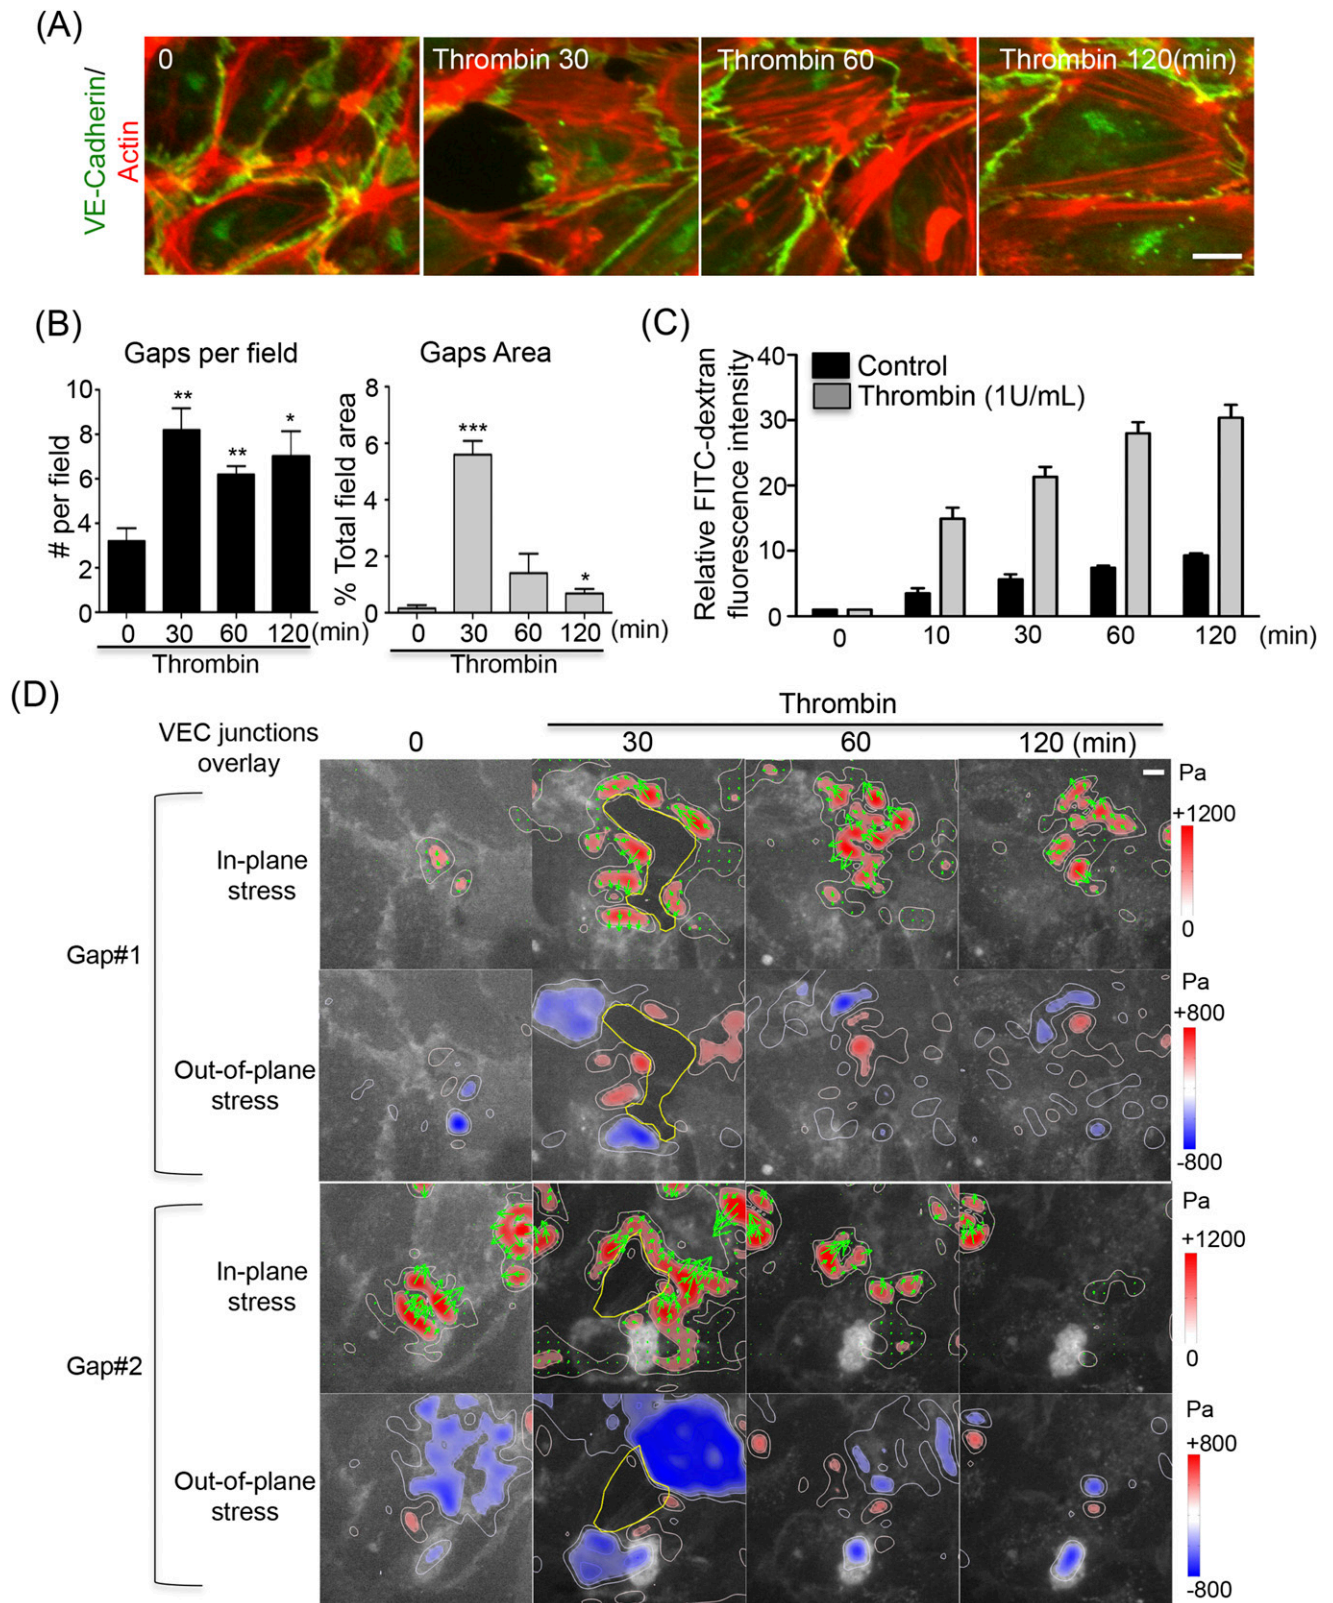 (A)
VE-Cadherin/
Actin
0
Thrombin 30
Thrombin 60
Thrombin 120(min)
(B)
Gaps per field
# per field
10
8
6
4
2
0
**
**
*
0 30 60 120 (min)
Thrombin
Gaps Area
% Total field area
8
6
4
2
0
***
*
0 30 60 120 (min)
Thrombin
(C)
Relative FITC-dextran
fluorescence intensity
40
30
20
10
0
Control
Thrombin (1U/mL)
0 10 30 60 120 (min)
(D)
Thrombin
VEC junctions
overlay
0 30 60 120 (min)
Gap#1
In-plane
stress
Pa
+1200
0
Out-of-plane
stress
Pa
+800
-800
Gap#2
In-plane
stress
Pa
+1200
0
Out-of-plane
stress
Pa
+800
-800